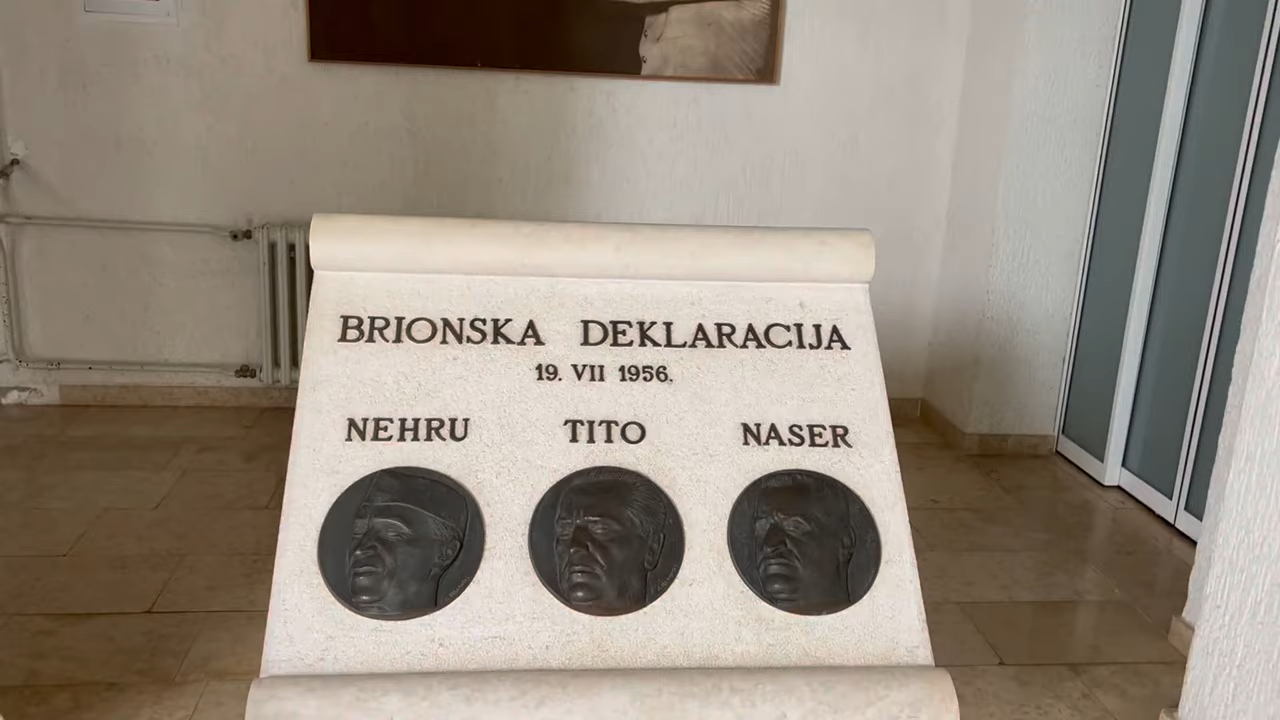 BRIONSKA DEKLARACIJA
19. VII 1956.
NEHRU TITO NASER